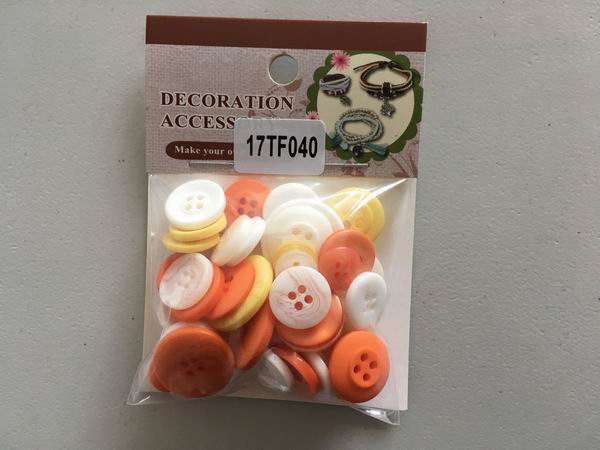 DECORATION
ACCESS
17TF040
Make your o